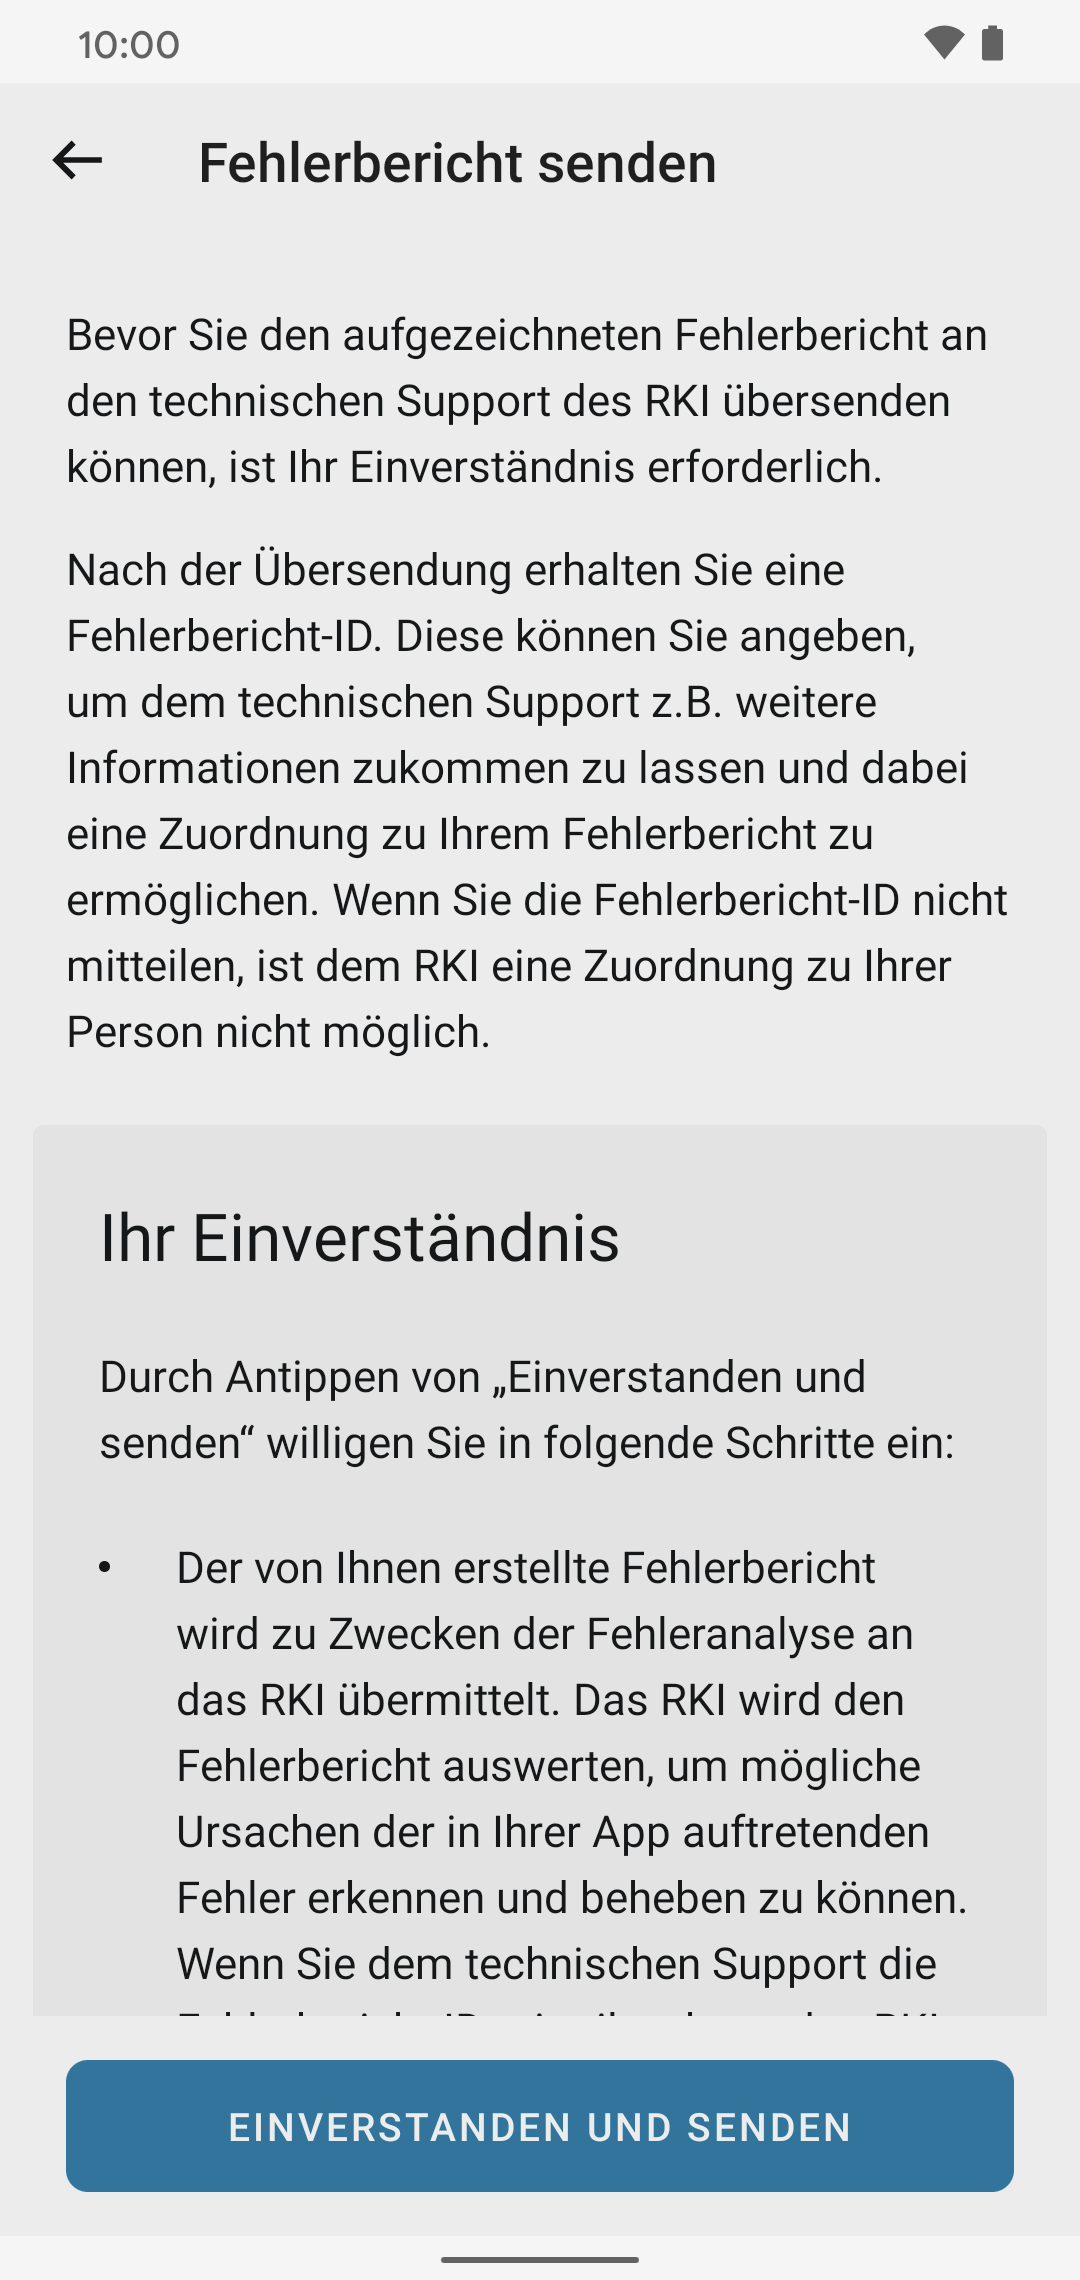 10:00
Fehlerbericht senden
Bevor Sie den aufgezeichneten Fehlerbericht an
den technischen Support des RKI übersenden
können, ist Ihr Einverständnis erforderlich.
Nach der Übersendung erhalten Sie eine
Fehlerbericht-ID. Diese können Sie angeben,
um dem technischen Support z.B. weitere
Informationen zukommen zu lassen und dabei
eine Zuordnung zu Ihrem Fehlerbericht zu
ermöglichen. Wenn Sie die Fehlerbericht-ID nicht
mitteilen, ist dem RKI eine Zuordnung zu Ihrer
Person nicht möglich.
Ihr Einverständnis
Durch Antippen von „Einverstanden und
senden“ willigen Sie in folgende Schritte ein:
• Der von Ihnen erstellte Fehlerbericht
wird zu Zwecken der Fehleranalyse an
das RKI übermittelt. Das RKI wird den
Fehlerbericht auswerten, um mögliche
Ursachen der in Ihrer App auftretenden
Fehler erkennen und beheben zu können.
Wenn Sie dem technischen Support die
EINVERSTANDEN UND SENDEN